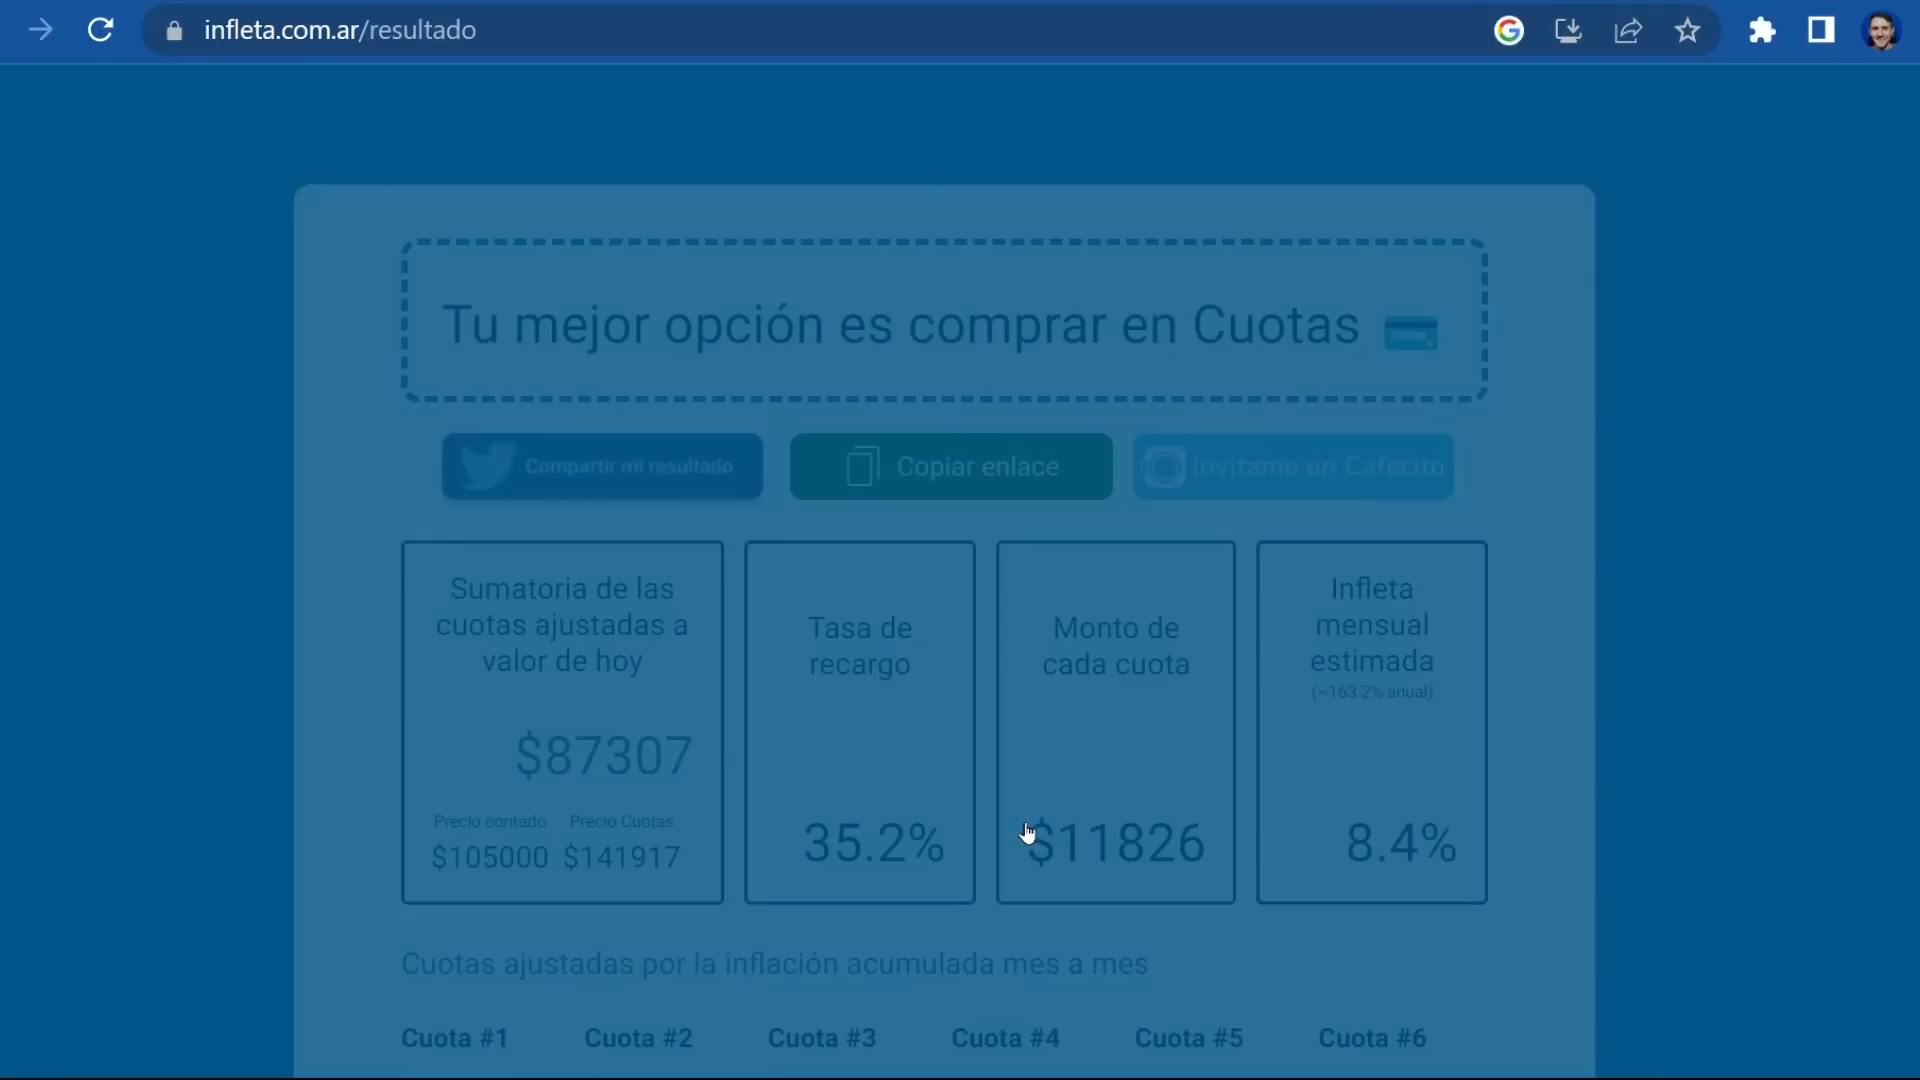 infleta.com.ar/resultado
Tu mejor opción es comprar en Cuotas
Compartir mi resultado
Copiar enlace
Invitame un Cafecito
Sumatoria de las
cuotas ajustadas a
valor de hoy
$87307
Precio contado Precio Cuotas
$105000 $141917
Tasa de
recargo
35.2%
Monto de
cada cuota
$11826
Infleta
mensual
estimada
(~163.2% anual)
8.4%
Cuotas ajustadas por la inflación acumulada mes a mes
Cuota #1 Cuota #2 Cuota #3 Cuota #4 Cuota #5 Cuota #6